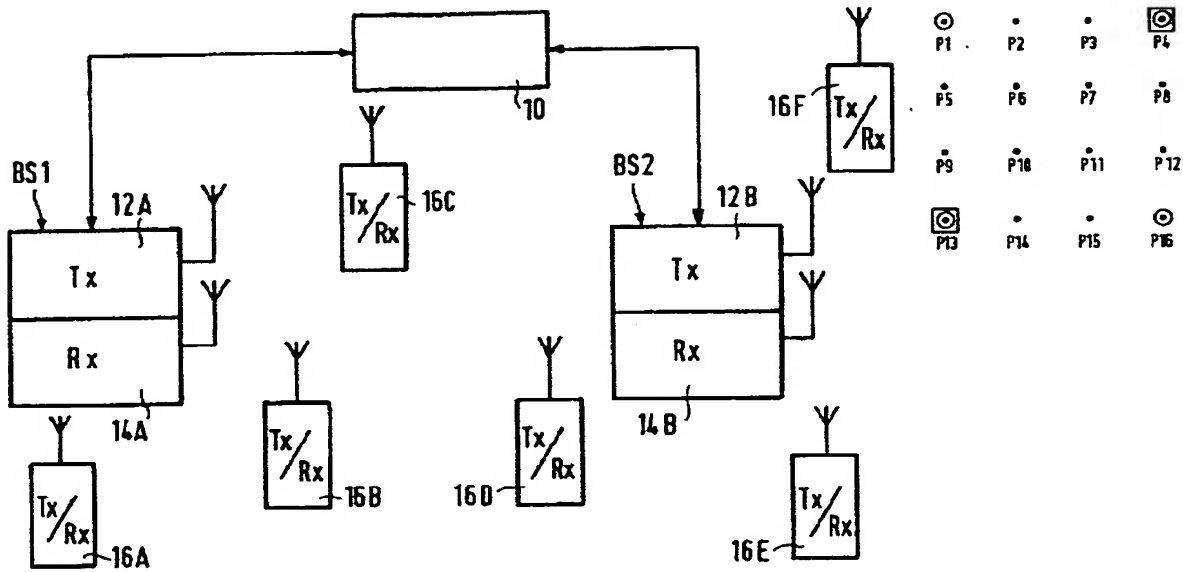 10
BS1
12A
Tx
Rx
14A
Tx/Rx
16A
Tx/Rx
16B
Tx/Rx
16C
BS2
12B
Tx
Rx
14B
Tx/Rx
16D
Tx/Rx
16E
16F
Tx/Rx
P1 P2 P3 P4
P5 P6 P7 P8
P9 P10 P11 P12
P13 P14 P15 P16